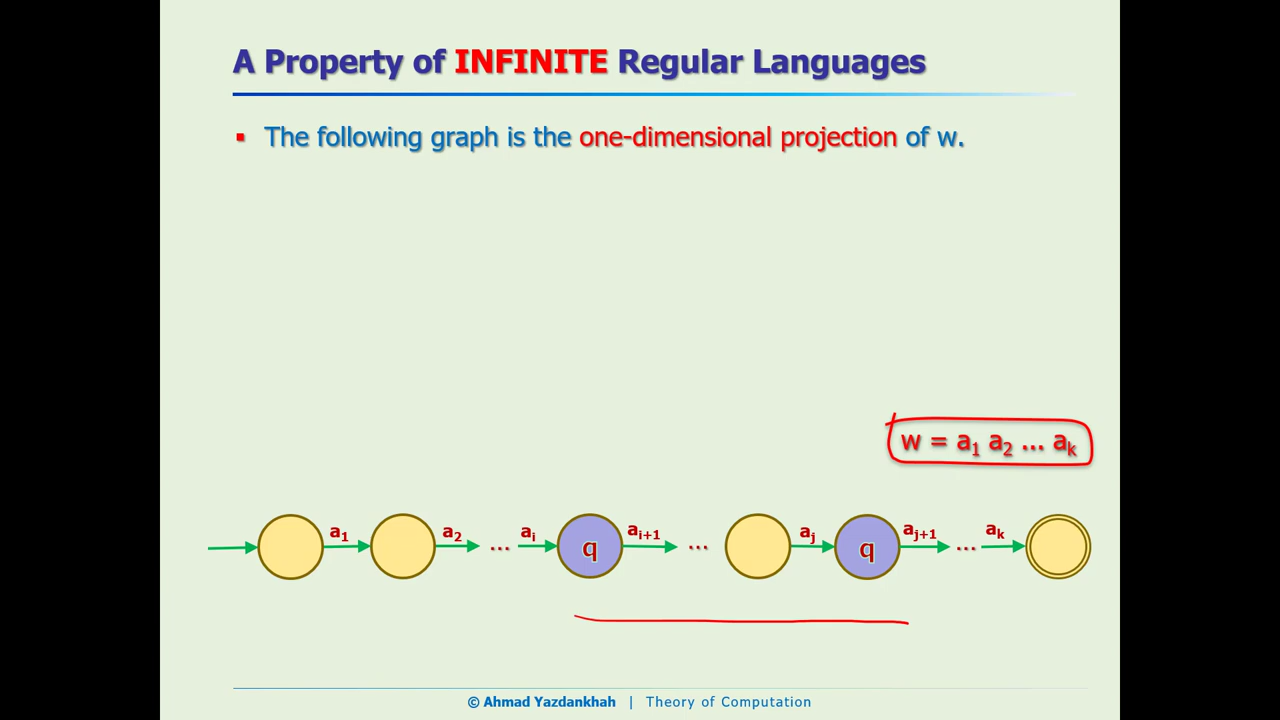 A Property of INFINITE Regular Languages
▪ The following graph is the one-dimensional projection of w.
w = a₁ a₂ ... aₖ
a₁ a₂ ... aᵢ q aᵢ₊₁ ... aⱼ q aⱼ₊₁ ... aₖ
© Ahmad Yazdankhah | Theory of Computation